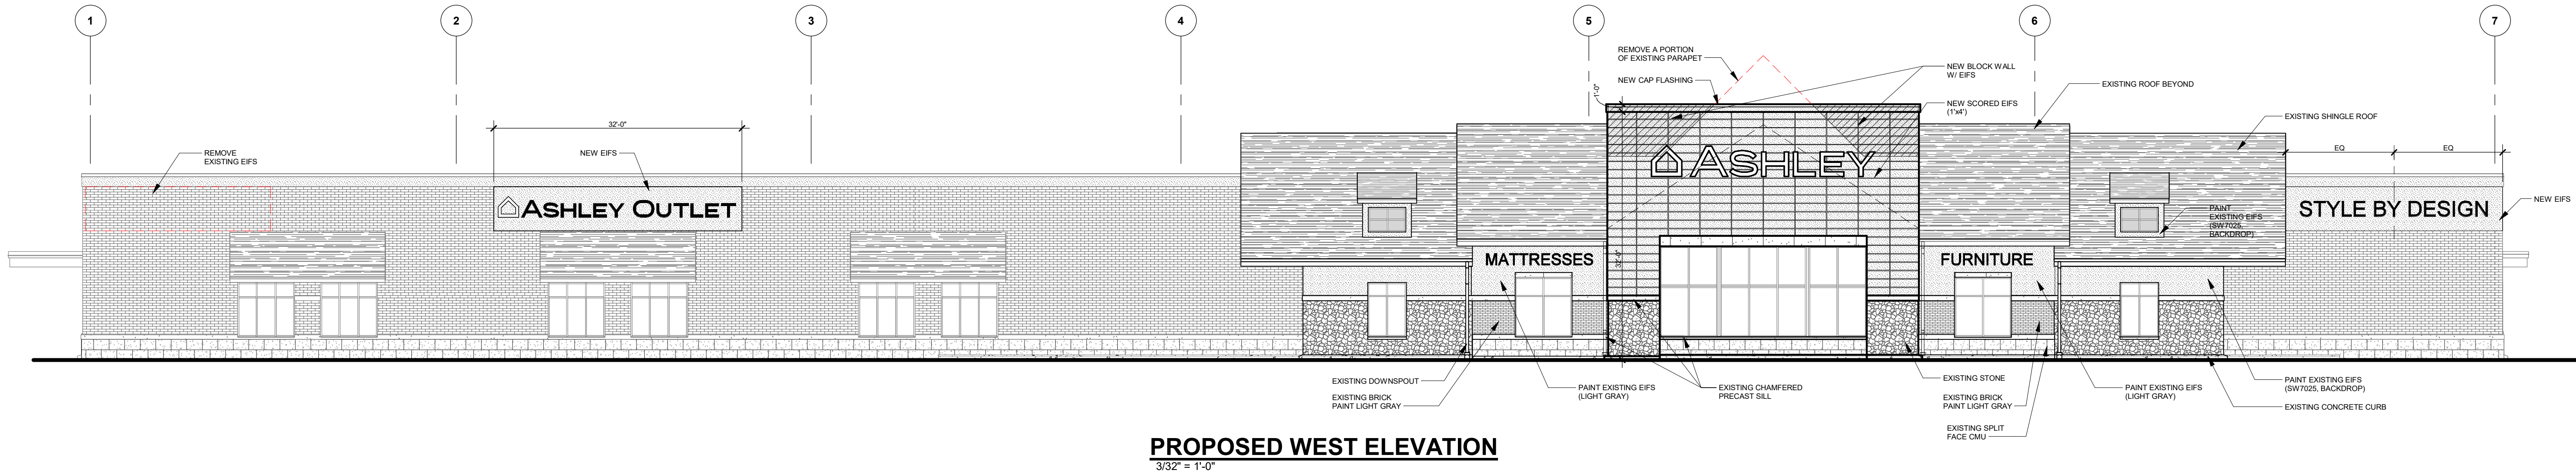 1
2
3
4
5
6
7
REMOVE A PORTION
OF EXISTING PARAPET
NEW CAP FLASHING
1'-0"
NEW BLOCK WALL
W/ EIFS
NEW SCORED EIFS
(1'x4')
EXISTING ROOF BEYOND
EXISTING SHINGLE ROOF
EQ
EQ
REMOVE
EXISTING EIFS
32'-0"
NEW EIFS
ASHLEY OUTLET
ASHLEY
PAINT
EXISTING EIFS
(SW7025,
BACKDROP)
STYLE BY DESIGN
NEW EIFS
MATTRESSES
32'-0"
FURNITURE
EXISTING DOWNSPOUT
EXISTING BRICK
PAINT LIGHT GRAY
PAINT EXISTING EIFS
(LIGHT GRAY)
EXISTING CHAMFERED
PRECAST SILL
EXISTING STONE
EXISTING BRICK
PAINT LIGHT GRAY
EXISTING SPLIT
FACE CMU
PAINT EXISTING EIFS
(LIGHT GRAY)
PAINT EXISTING EIFS
(SW7025, BACKDROP)
EXISTING CONCRETE CURB
PROPOSED WEST ELEVATION
3/32" = 1'-0"